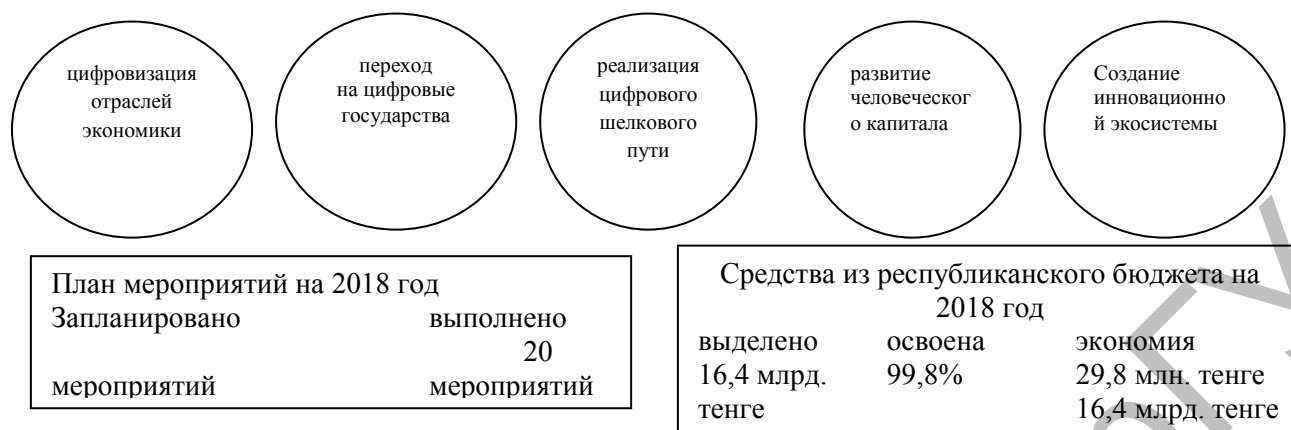 цифровизация
отраслей
экономики
переход
на цифровые
государства
реализация
цифрового
шелкового
пути
развитие
человеческог
о капитала
Создание
инновационно
й экосистемы
План мероприятий на 2018 год
Запланировано выполнено
20
мероприятий мероприятий
Средства из республиканского бюджета на
2018 год
выделено освоена экономия
16,4 млрд. 99,8% 29,8 млн. тенге
тенге 16,4 млрд. тенге